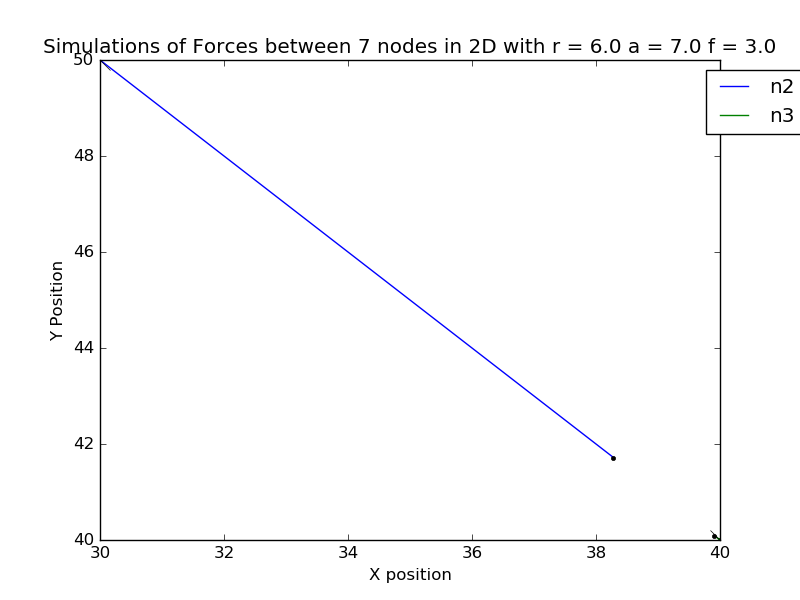 Simulations of Forces between 7 nodes in 2D with r = 6.0 a = 7.0 f = 3.0
n2
n3
50
48
46
44
42
40
Y Position
30 32 34 36 38 40
X position